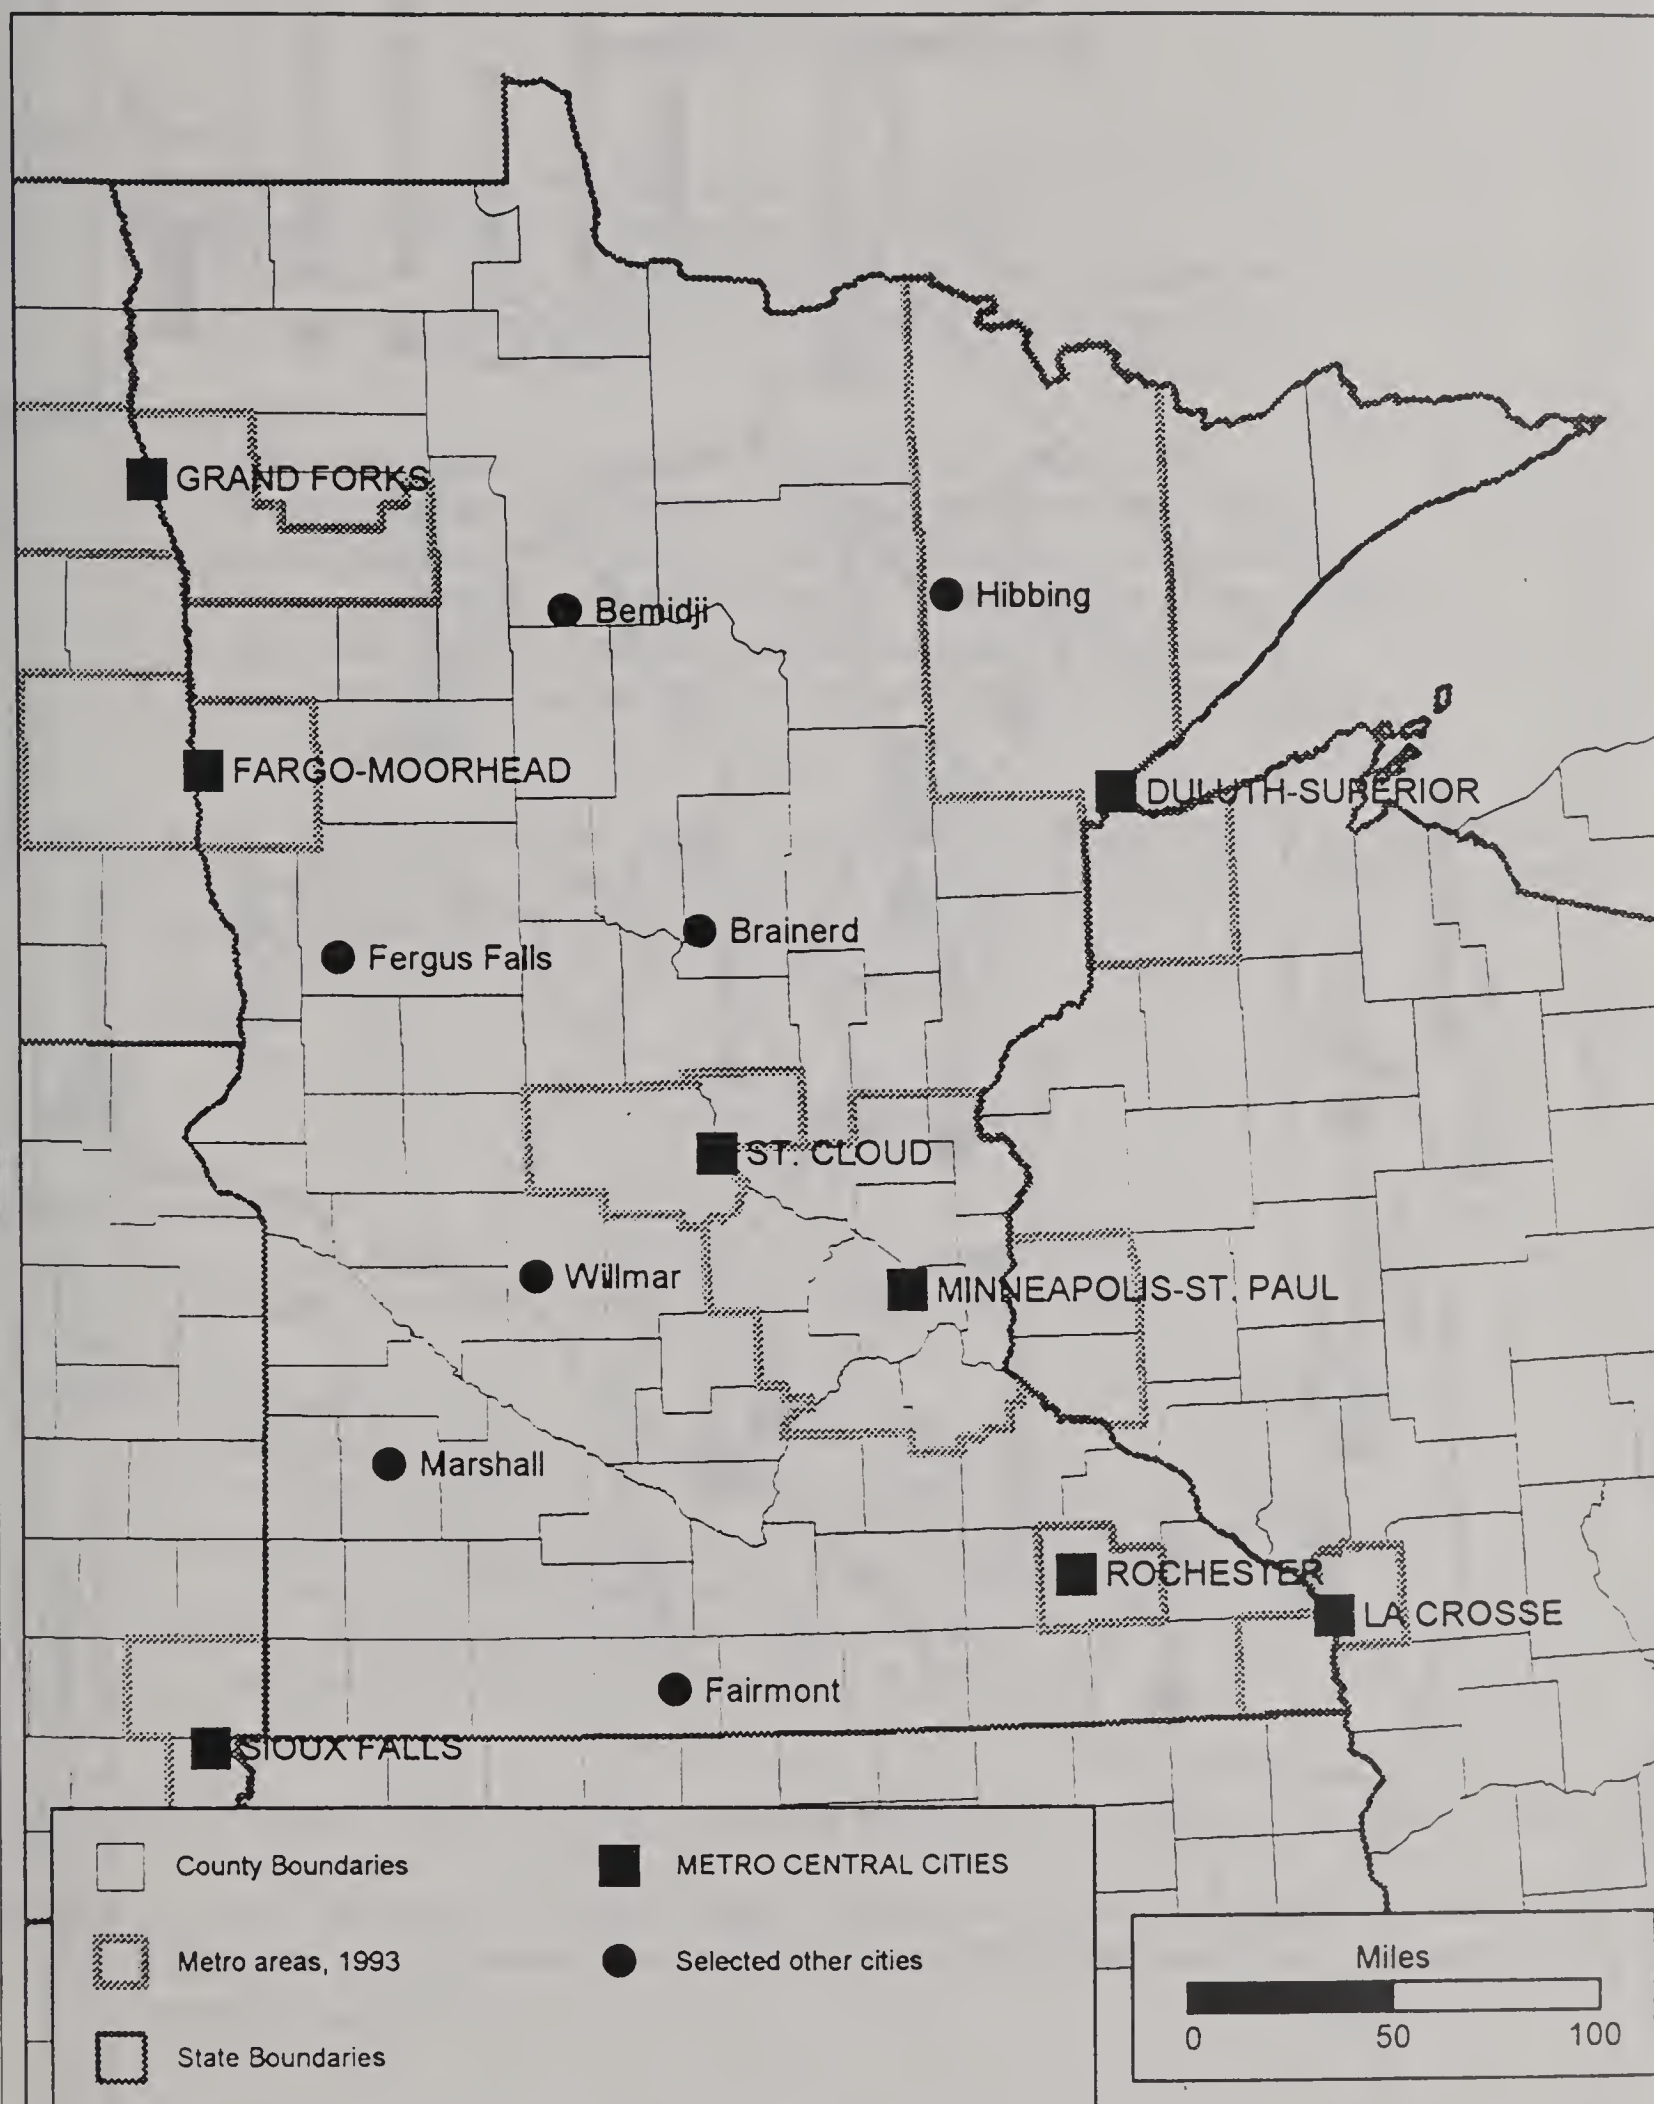 GRAND FORKS
Bemidji
Hibbing
FARGO-MOORHEAD
DULUTH-SUPERIOR
Brainerd
Fergus Falls
ST. CLOUD
Willmar
MINNEAPOLIS-ST. PAUL
Marshall
ROCHESTER
LA CROSSE
Fairmont
SIOUX FALLS
County Boundaries
METRO CENTRAL CITIES
Metro areas, 1993
Selected other cities
State Boundaries
Miles
0 50 100